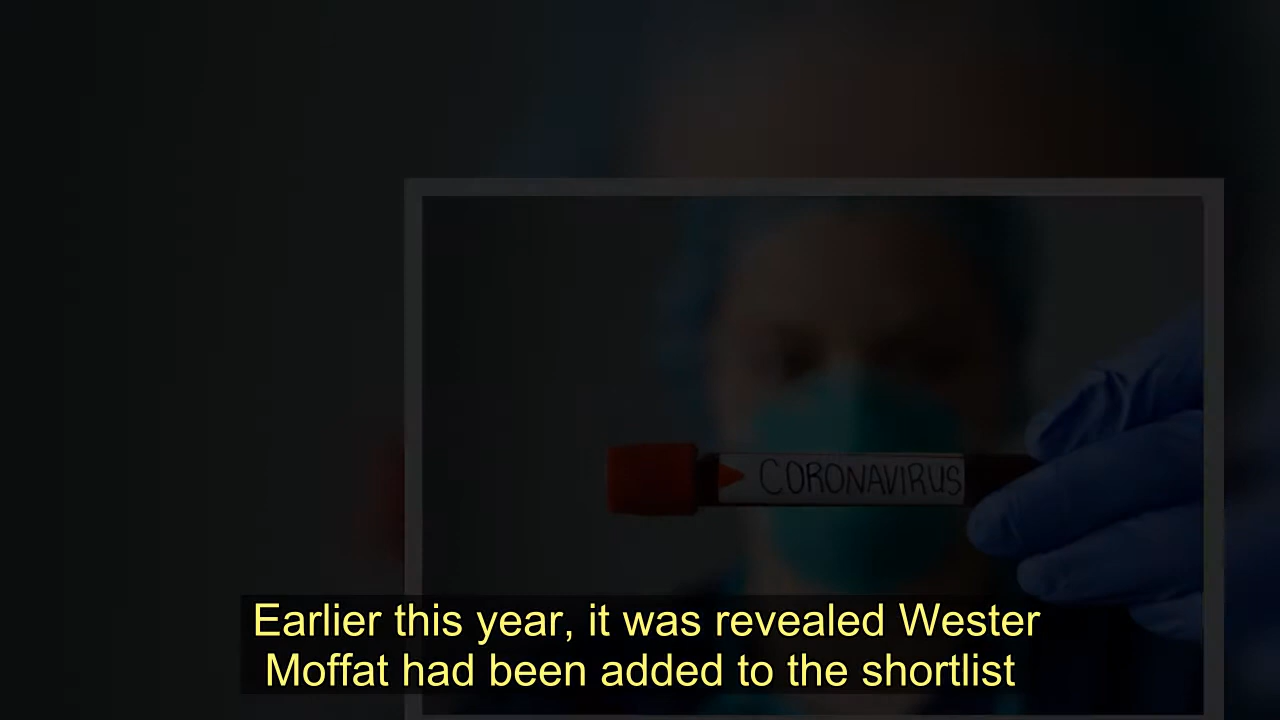 CORONAVIRUS
Earlier this year, it was revealed Wester
Moffat had been added to the shortlist